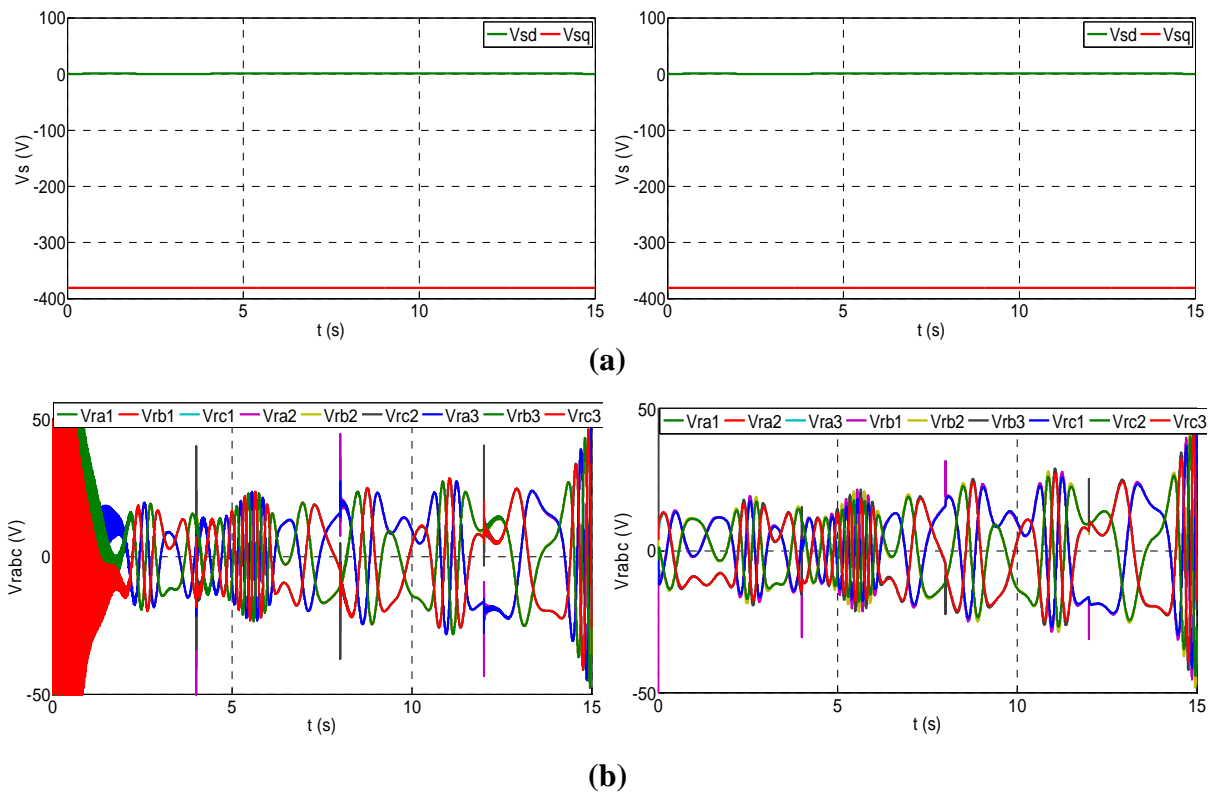 100
Vsd Vsq
0
-100
Vs (V)
-200
-300
-400
0 5 10 15
t (s)
100
Vsd Vsq
0
-100
Vs (V)
-200
-300
-400
0 5 10 15
t (s)
(a)
50
Vra1 Vrb1 Vrc1 Vra2 Vrb2 Vrc2 Vra3 Vrb3 Vrc3
Vrabc (V)
0
-50
0 5 10 15
t (s)
50
Vra1 Vra2 Vra3 Vrb1 Vrb2 Vrb3 Vrc1 Vrc2 Vrc3
Vrabc (V)
0
-50
0 5 10 15
t (s)
(b)